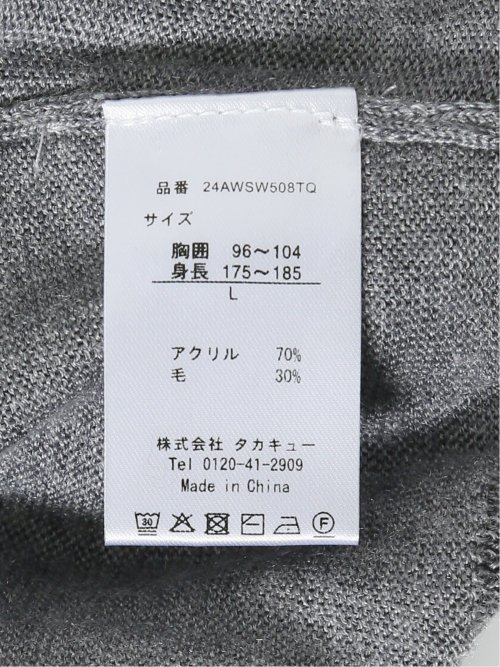 品番 24AWSW508TQ
サイズ
胸囲 96～104
身長 175～185
L
アクリル 70%
毛 30%
株式会社 タカキュー
Tel 0120-41-2909
Made in China
30 F